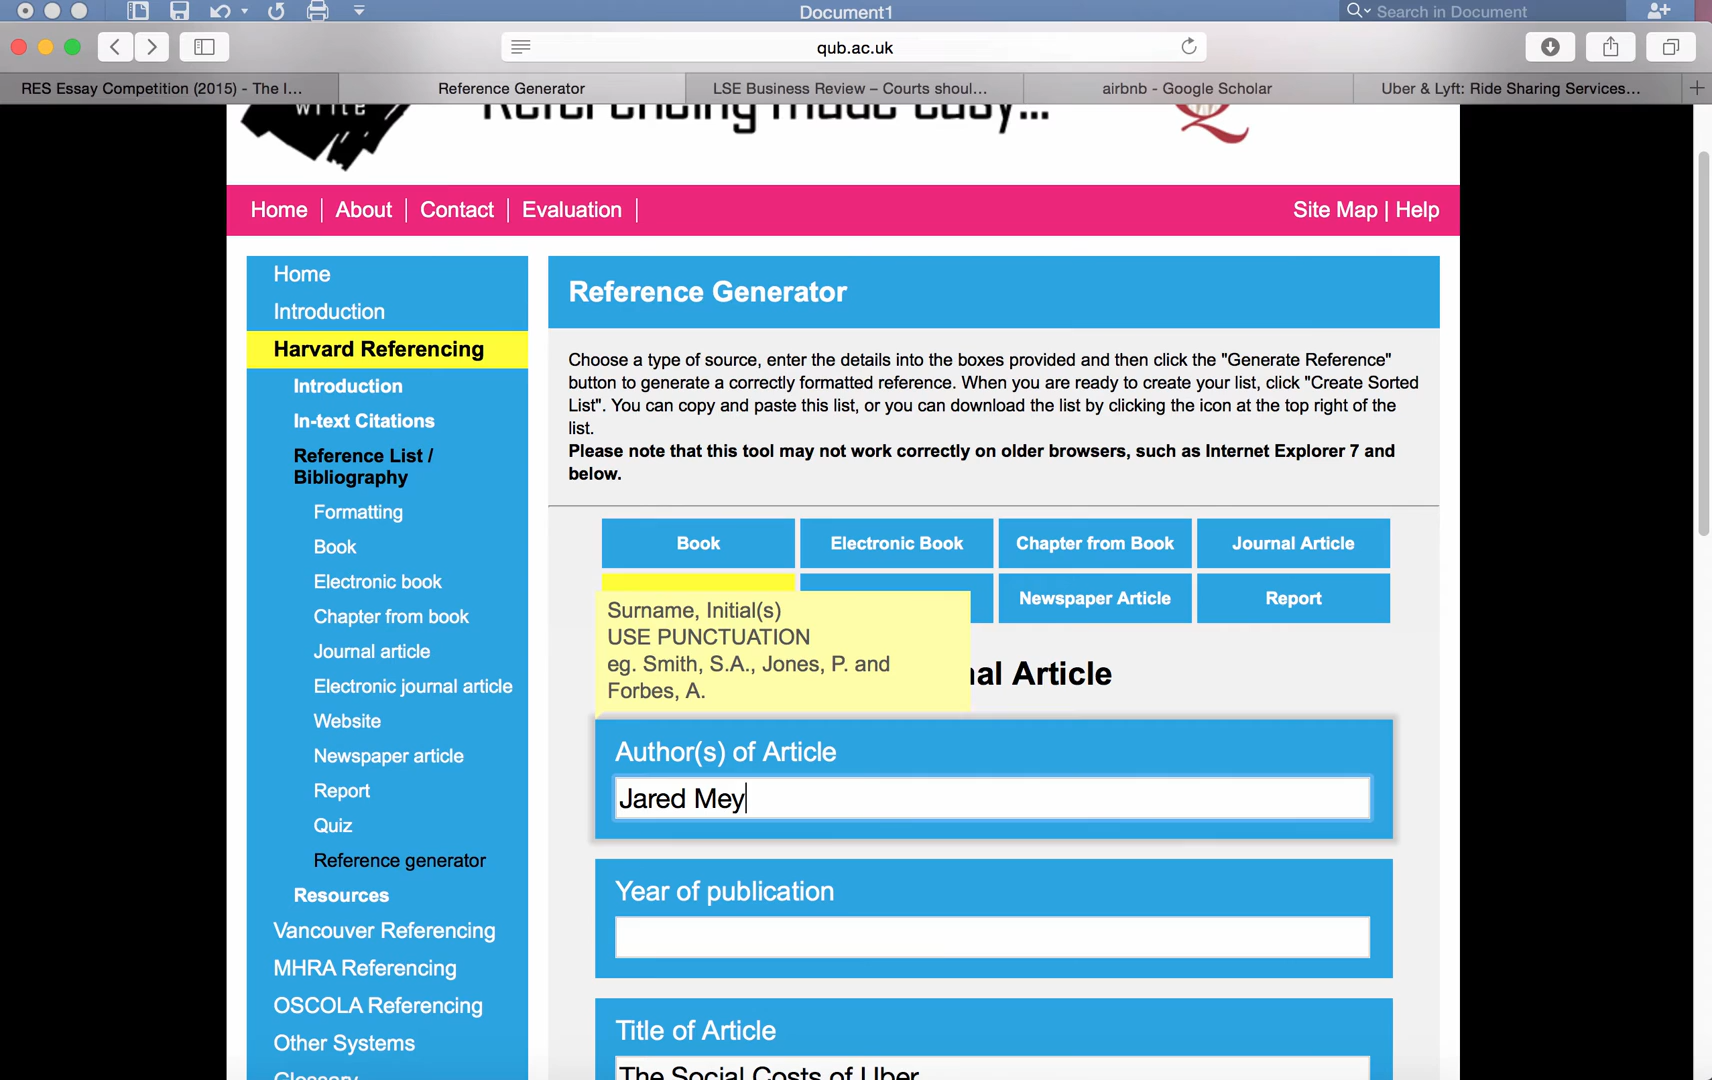 Document1
Search in Document
qub.ac.uk
RES Essay Competition (2015) - The I...
Reference Generator
LSE Business Review – Courts shoul...
airbnb - Google Scholar
Uber & Lyft: Ride Sharing Services...
write
Referencing made easy...
Home
About
Contact
Evaluation
Site Map | Help
Home
Introduction
Harvard Referencing
Introduction
In-text Citations
Reference List /
Bibliography
Formatting
Book
Electronic book
Chapter from book
Journal article
Electronic journal article
Website
Newspaper article
Report
Quiz
Reference generator
Resources
Vancouver Referencing
MHRA Referencing
OSCOLA Referencing
Other Systems
Glossary
Reference Generator
Choose a type of source, enter the details into the boxes provided and then click the "Generate Reference"
button to generate a correctly formatted reference. When you are ready to create your list, click "Create Sorted
List". You can copy and paste this list, or you can download the list by clicking the icon at the top right of the
list.
Please note that this tool may not work correctly on older browsers, such as Internet Explorer 7 and
below.
Book
Electronic Book
Chapter from Book
Journal Article
Newspaper Article
Report
Surname, Initial(s)
USE PUNCTUATION
eg. Smith, S.A., Jones, P. and
Forbes, A.
nal Article
Author(s) of Article
Jared Mey
Year of publication
Title of Article
The Social Costs of Uber